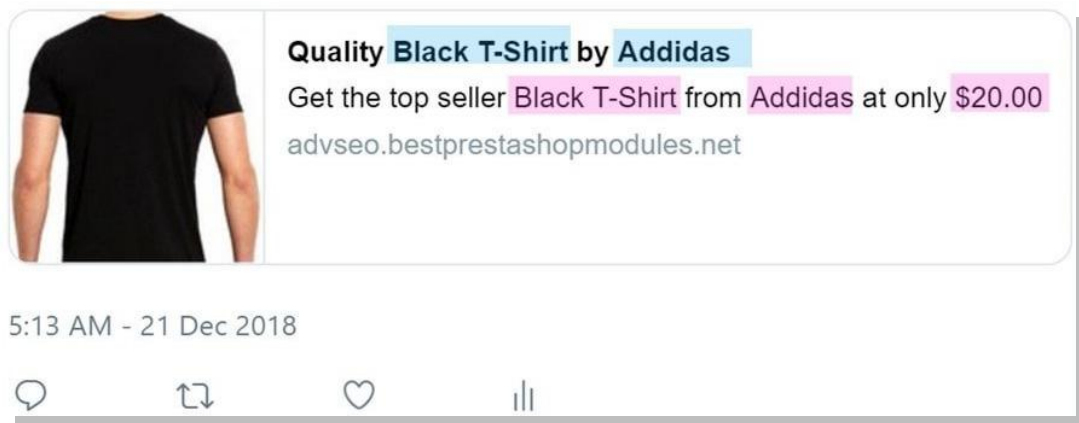 Quality Black T-Shirt by Addidas
Get the top seller Black T-Shirt from Addidas at only $20.00
advseo.bestprestashopmodules.net
5:13 AM - 21 Dec 2018